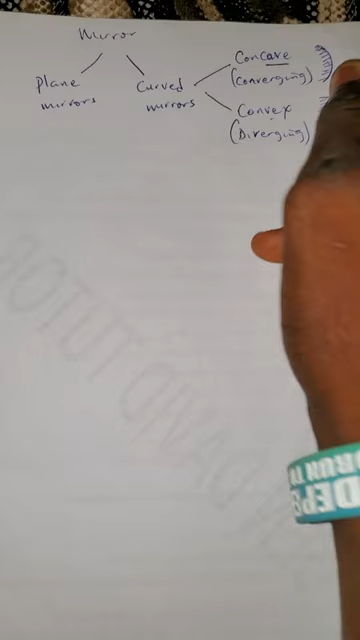 Mirror
Concave
(Converging)
Plane
mirrors
Curved
mirrors
Convex
(Diverging)